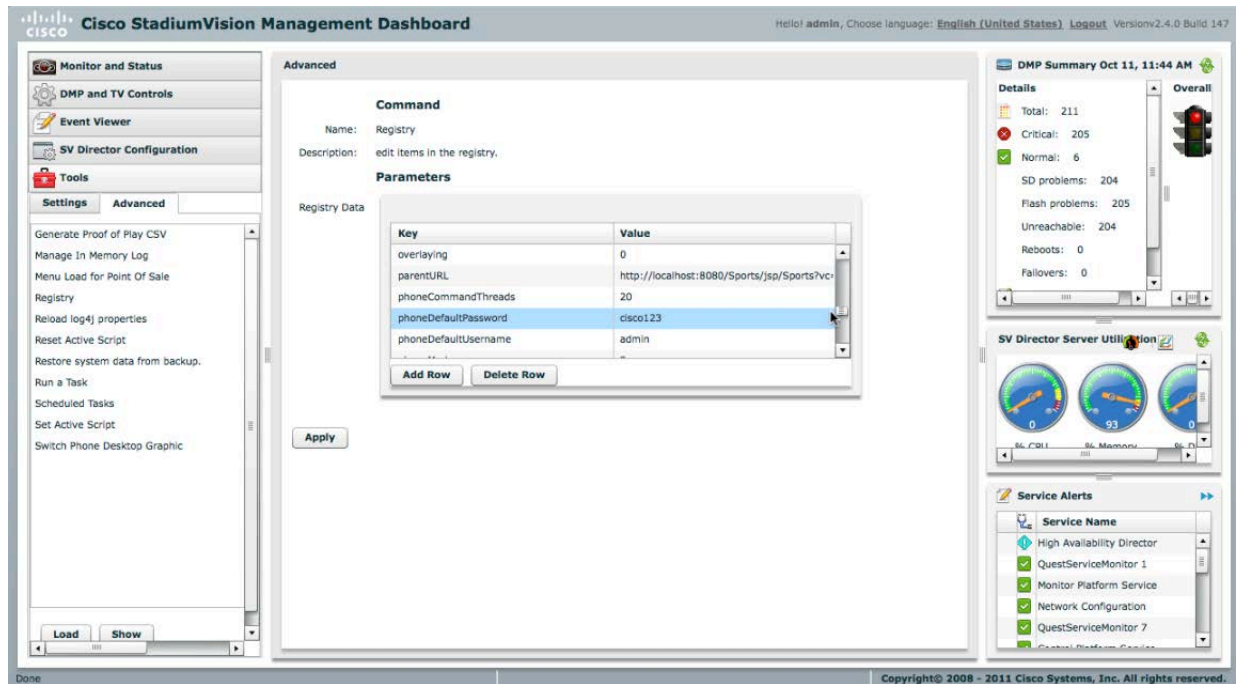 CISCO
Cisco StadiumVision Management Dashboard
Hello! admin, Choose language: English (United States) Logout Versionv2.4.0 Build 147
Monitor and Status
DMP and TV Controls
Event Viewer
SV Director Configuration
Tools
Settings Advanced
Generate Proof of Play CSV
Manage In Memory Log
Menu Load for Point Of Sale
Registry
Reload log4j properties
Reset Active Script
Restore system data from backup.
Run a Task
Scheduled Tasks
Set Active Script
Switch Phone Desktop Graphic
Load Show
Advanced
Command
Name: Registry
Description: edit items in the registry.
Parameters
Registry Data
Key Value
overlaying 0
parentURL http://localhost:8080/Sports/jsp/Sports?vc=
phoneCommandThreads 20
phoneDefaultPassword cisco123
phoneDefaultUsername admin
Add Row Delete Row
Apply
DMP Summary Oct 11, 11:44 AM
Details Overall
Total: 211
Critical: 205
Normal: 6
SD problems: 204
Flash problems: 205
Unreachable: 204
Reboots: 0
Failovers: 0
SV Director Server Utili tion
0 93 0
% CPU % Memory % D
Service Alerts
Service Name
High Availability Director
QuestServiceMonitor 1
Monitor Platform Service
Network Configuration
QuestServiceMonitor 7
Control Platform Service
Done
Copyright© 2008 - 2011 Cisco Systems, Inc. All rights reserved.